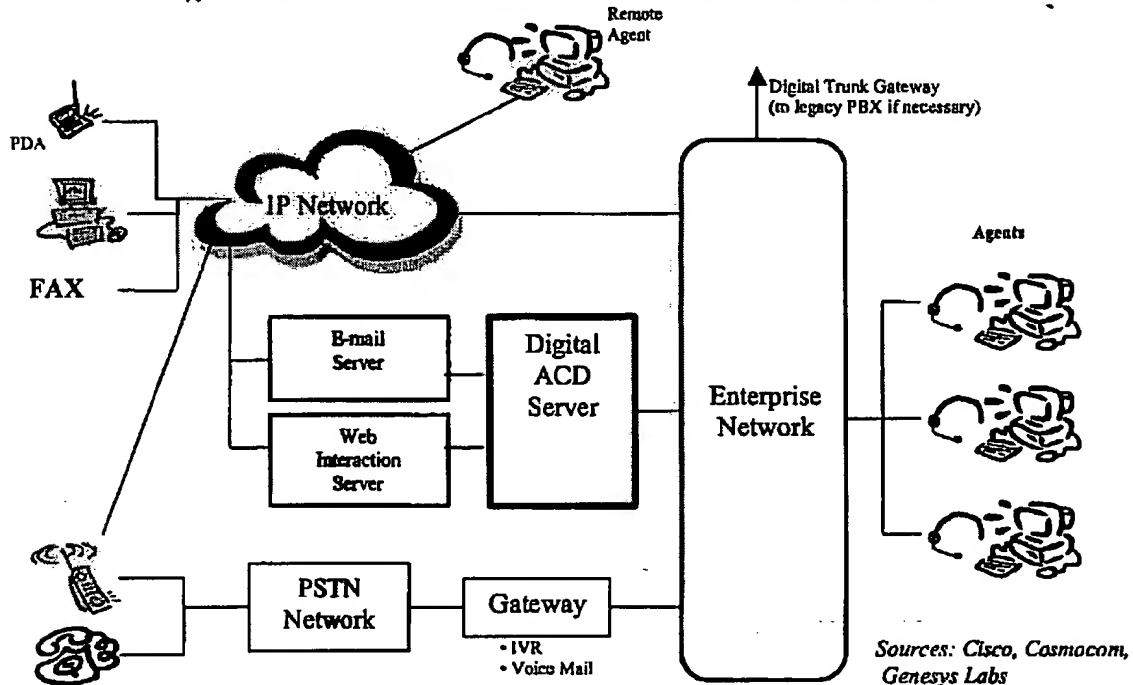 Remote
Agent
Digital Trunk Gateway
(to legacy PBX if necessary)
PDA
IP Network
FAX
Agents
E-mail
Server
Digital
ACD
Server
Web
Interaction
Server
Enterprise
Network
PSTN
Network
Gateway
• IVR
• Voice Mail
Sources: Cisco, Cosmocom,
Genesys Labs